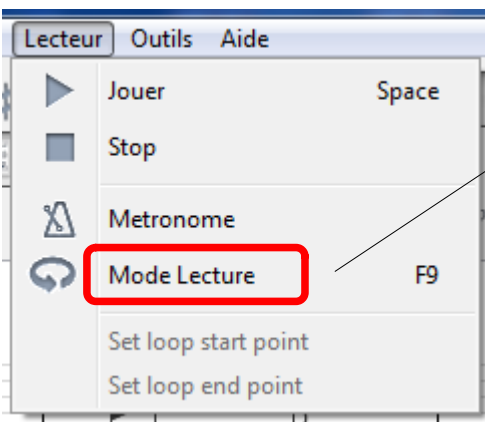 Lecteur Outils Aide
Jouer Space
Stop
Metronome
Mode Lecture F9
Set loop start point
Set loop end point